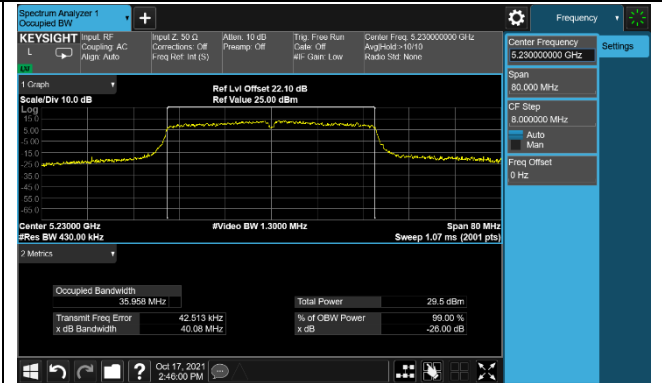 Spectrum Analyzer 1
Occupied BW
+
Frequency
KEYSIGHT
L
Input: RF
Coupling: AC
Align: Auto
Input Z: 50 Ω
Corrections: Off
Freq Ref: Int (S)
Atten: 10 dB
Preamp: Off
Trig: Free Run
Gate: Off
#IF Gain: Low
Center Freq: 5.230000000 GHz
Avg|Hold:>10/10
Radio Std: None
LV
1 Graph
Scale/Div 10.0 dB
Ref Lvl Offset 22.10 dB
Ref Value 25.00 dBm
Log
15.0
5.00
-5.00
-15.0
-25.0
-35.0
-45.0
-55.0
-65.0
Center 5.23000 GHz
#Res BW 430.00 kHz
#Video BW 1.3000 MHz
Span 80 MHz
Sweep 1.07 ms (2001 pts)
2 Metrics
Occupied Bandwidth
35.958 MHz
Transmit Freq Error 42.513 kHz
x dB Bandwidth 40.08 MHz
Total Power 29.5 dBm
% of OBW Power 99.00 %
x dB -26.00 dB
Center Frequency
5.230000000 GHz
Settings
Span
80.000 MHz
CF Step
8.000000 MHz
Auto
Man
Freq Offset
0 Hz
?
Oct 17, 2021
2:46:00 PM